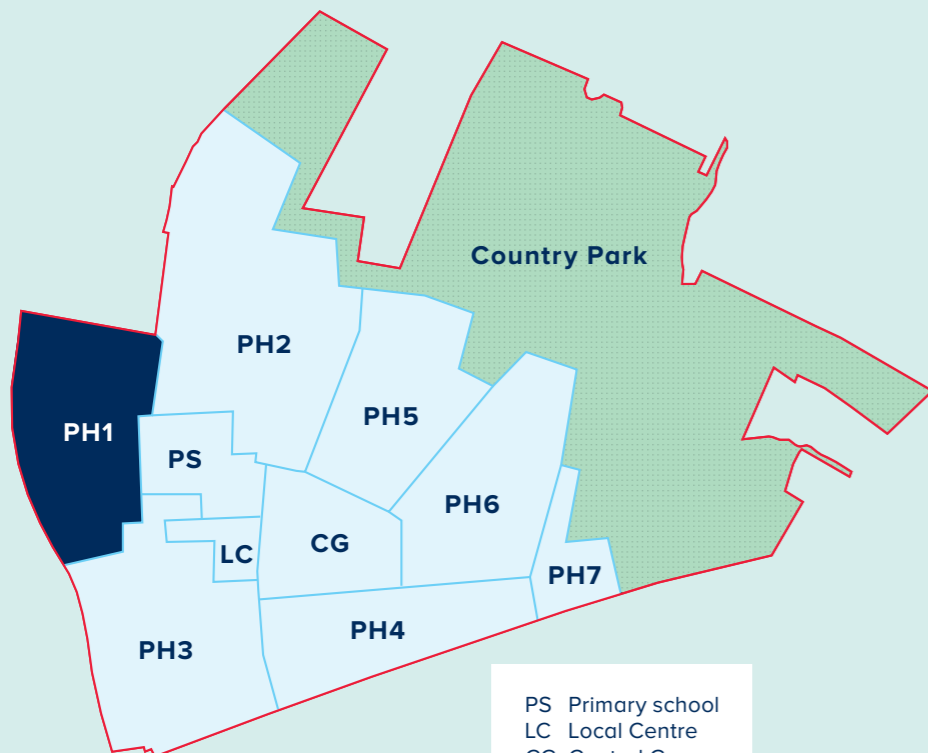 Country Park
PH2
PH5
PH1
PS
PH6
CG
LC
PH7
PH4
PH3
PS Primary school
LC Local Centre